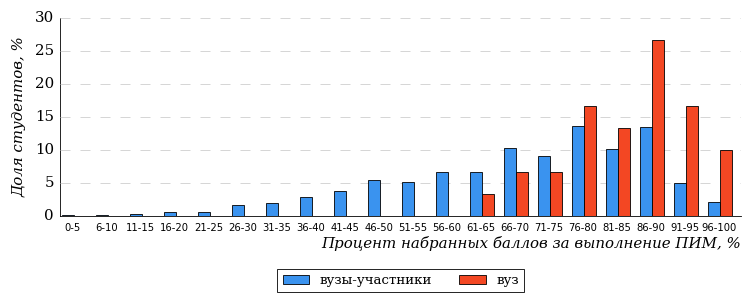 30
25
20
15
10
5
0
Доля студентов, %
0-5 6-10 11-15 16-20 21-25 26-30 31-35 36-40 41-45 46-50 51-55 56-60 61-65 66-70 71-75 76-80 81-85 86-90 91-95 96-100
Процент набранных баллов за выполнение ПИМ, %
вузы-участники вуз